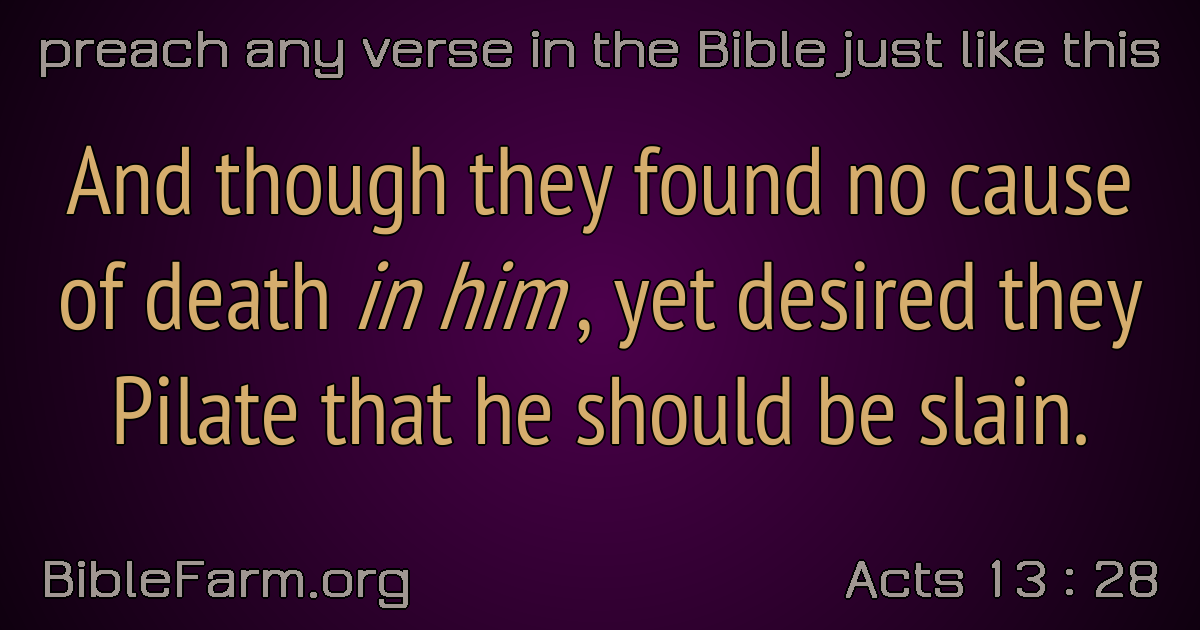 preach any verse in the Bible just like this
And though they found no cause
of death in him, yet desired they
Pilate that he should be slain.
BibleFarm.org
Acts 13 : 28